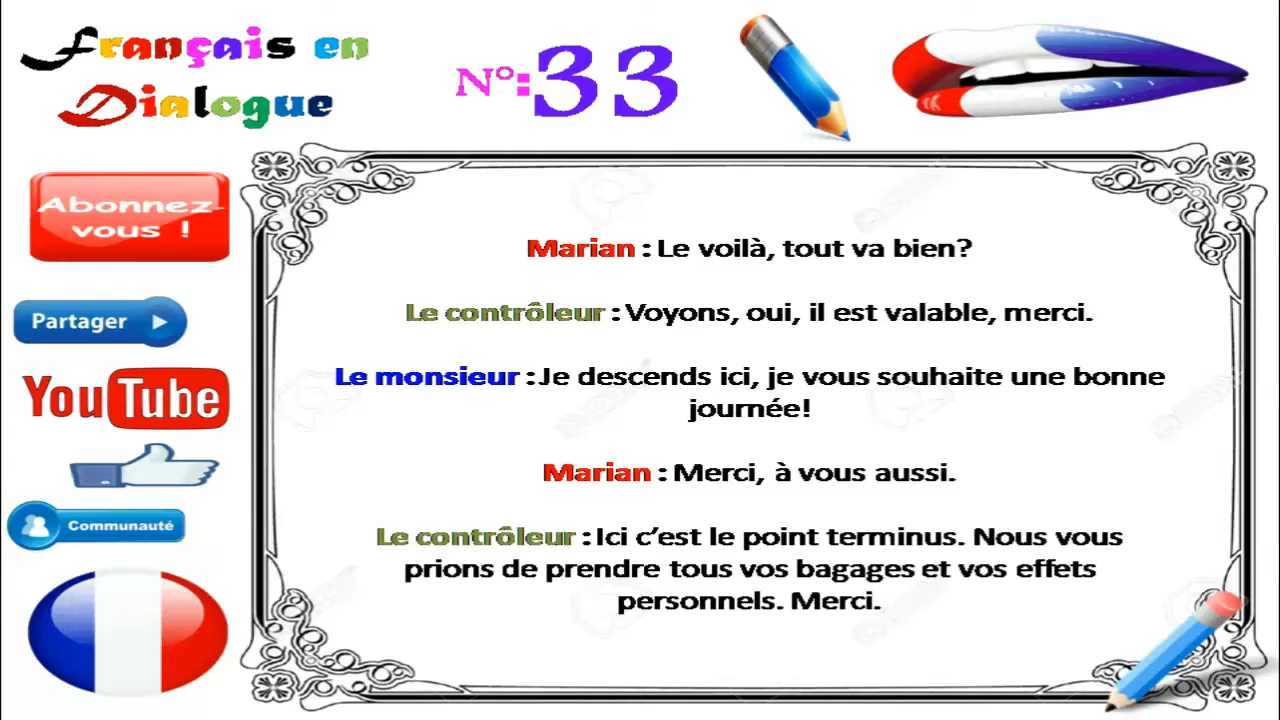 Français en
Dialogue
N°:33
Abonnez-
vous !
Partager
YouTube
Communauté
Marian : Le voilà, tout va bien?
Le contrôleur : Voyons, oui, il est valable, merci.
Le monsieur : Je descends ici, je vous souhaite une bonne
journée!
Marian : Merci, à vous aussi.
Le contrôleur : Ici c’est le point terminus. Nous vous
prions de prendre tous vos bagages et vos effets
personnels. Merci.